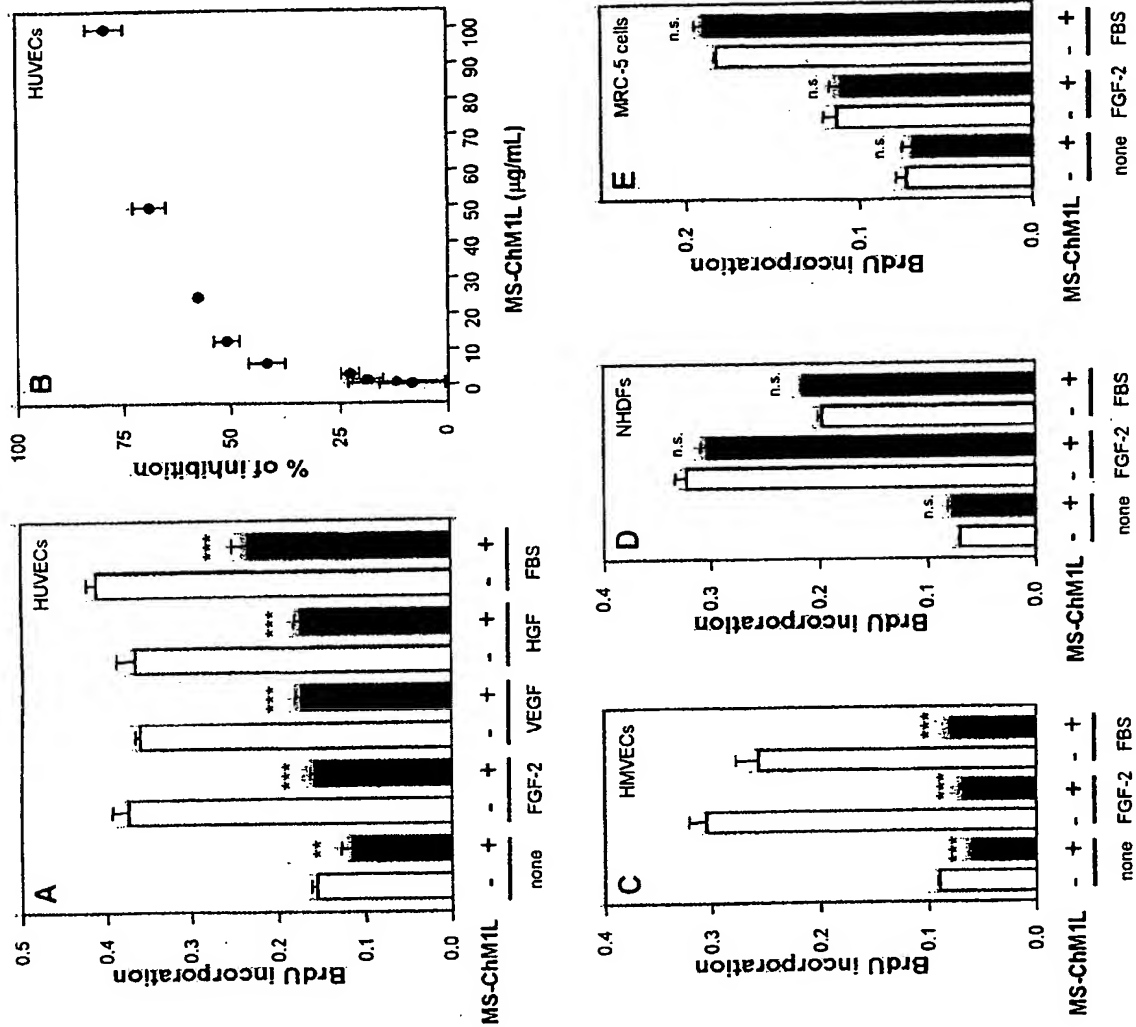 A
HUVECs
BrdU incorporation
0.5
0.4
0.3
0.2
0.1
0.0
** *** *** *** ***
MS-ChM1L - + - + - + - + - +
none FGF-2 VEGF HGF FBS
B
HUVECs
% of inhibition
100
75
50
25
0
0 10 20 30 40 50 60 70 80 90 100
MS-ChM1L (µg/mL)
C
HMVECs
BrdU incorporation
0.4
0.3
0.2
0.1
0.0
*** *** ***
MS-ChM1L - + - + - +
none FGF-2 FBS
D
NHDFs
BrdU incorporation
0.4
0.3
0.2
0.1
0.0
n.s. n.s. n.s.
MS-ChM1L - + - + - +
none FGF-2 FBS
E
MRC-5 cells
BrdU incorporation
0.2
0.1
0.0
n.s. n.s. n.s.
MS-ChM1L - + - + - +
none FGF-2 FBS